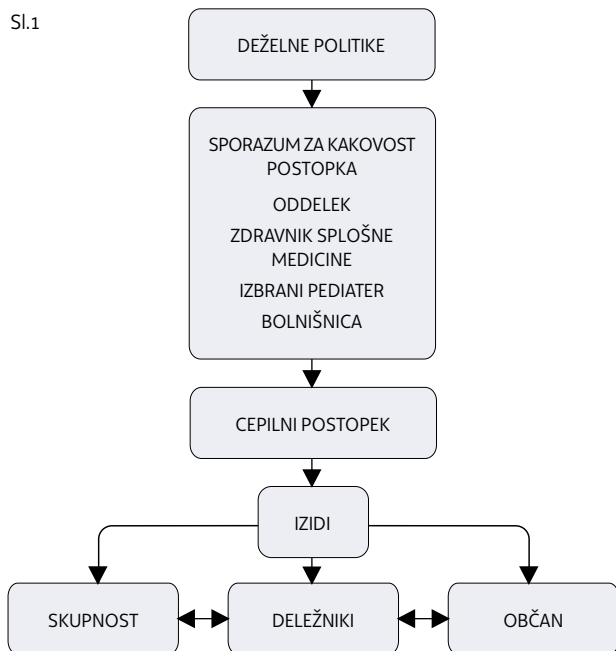 Sl.1
DEŽELNE POLITIKE
SPORAZUM ZA KAKOVOST
POSTOPKA
ODDELEK
ZDRAVNIK SPLOŠNE
MEDICINE
IZBRANI PEDIATER
BOLNIŠNICA
CEPILNI POSTOPEK
IZIDI
SKUPNOST
DELEŽNIKI
OBČAN